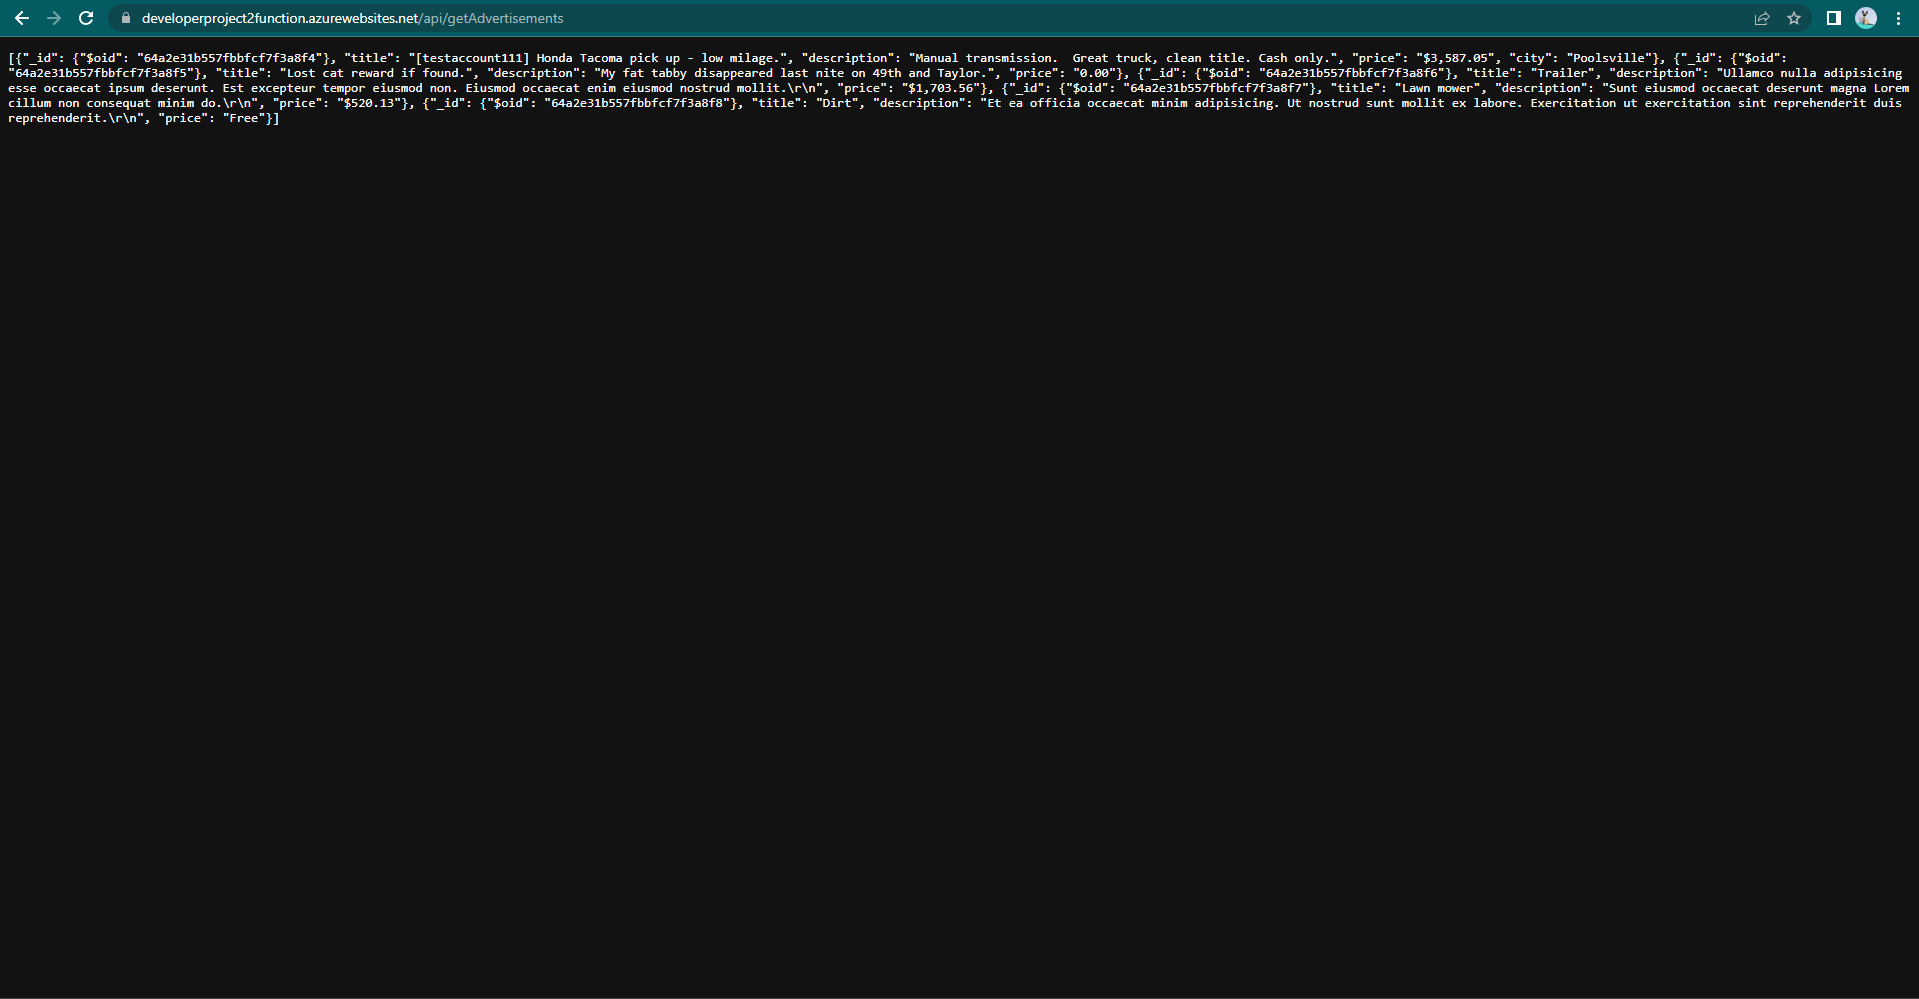 developerproject2function.azurewebsites.net/api/getAdvertisements
[{"_id": {"$oid": "64a2e31b557fbbfcf7f3a8f4"}, "title": "[testaccount111] Honda Tacoma pick up - low milage.", "description": "Manual transmission.  Great truck, clean title. Cash only.", "price": "$3,587.05", "city": "Poolsville"}, {"_id": {"$oid":
"64a2e31b557fbbfcf7f3a8f5"}, "title": "Lost cat reward if found.", "description": "My fat tabby disappeared last nite on 49th and Taylor.", "price": "0.00"}, {"_id": {"$oid": "64a2e31b557fbbfcf7f3a8f6"}, "title": "Trailer", "description": "Ullamco nulla adipisicing
esse occaecat ipsum deserunt. Est excepteur tempor eiusmod non. Eiusmod occaecat enim eiusmod nostrud mollit.\r\n", "price": "$1,703.56"}, {"_id": {"$oid": "64a2e31b557fbbfcf7f3a8f7"}, "title": "Lawn mower", "description": "Sunt eiusmod occaecat deserunt magna Lorem
cillum non consequat minim do.\r\n", "price": "$520.13"}, {"_id": {"$oid": "64a2e31b557fbbfcf7f3a8f8"}, "title": "Dirt", "description": "Et ea officia occaecat minim adipisicing. Ut nostrud sunt mollit ex labore. Exercitation ut exercitation sint reprehenderit duis
reprehenderit.\r\n", "price": "Free"}]